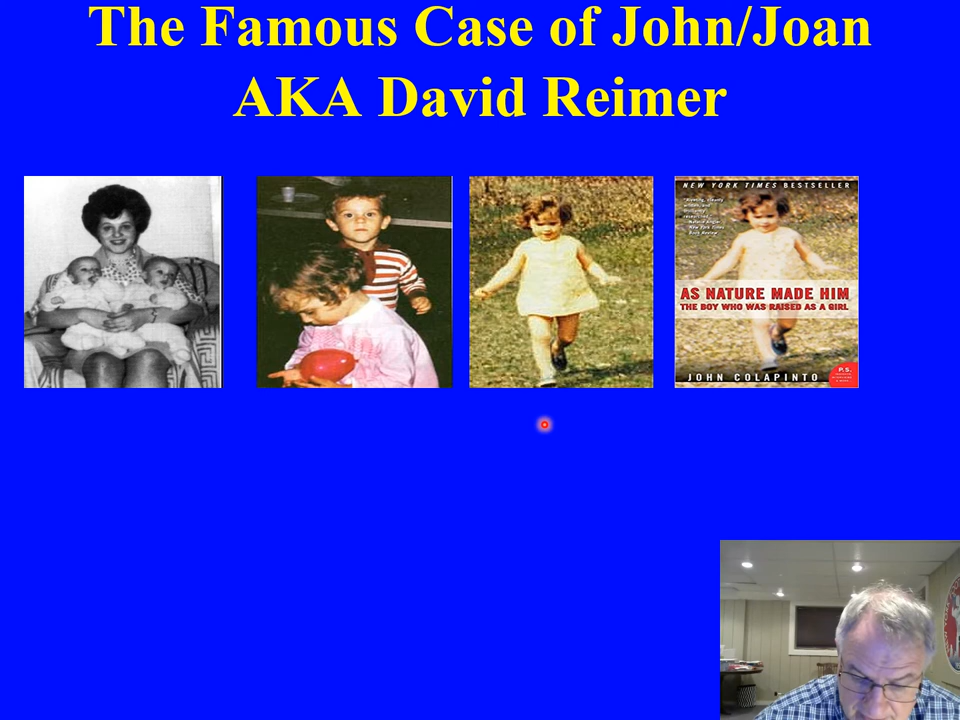 The Famous Case of John/Joan
AKA David Reimer
NEW YORK TIMES BESTSELLER
AS NATURE MADE HIM
THE BOY WHO WAS RAISED AS A GIRL
JOHN COLAPINTO
P.S.